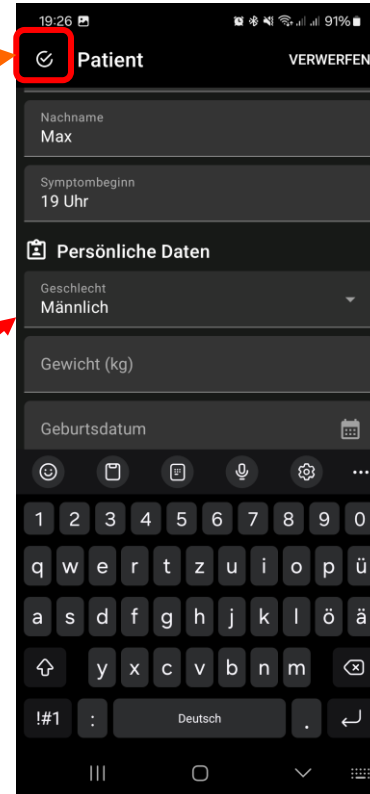 19:26 91%
Patient VERWERFEN
Nachname
Max
Symptombeginn
19 Uhr
Persönliche Daten
Geschlecht
Männlich
Gewicht (kg)
Geburtsdatum
1 2 3 4 5 6 7 8 9 0
q w e r t z u i o p ü
a s d f g h j k l ö ä
y x c v b n m
!#1 : Deutsch .